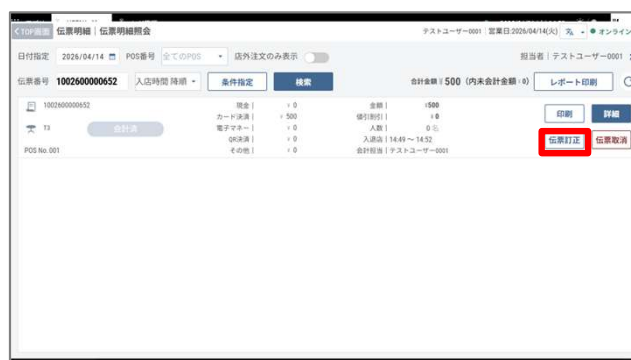 <TOP画面 伝票明細|伝票明細照会 テストユーザー0001 営業日:2026/04/14(火) オンライン
日付指定 2026/04/14 POS番号 全てのPOS 店外注文のみ表示 担当者|テストユーザー0001
伝票番号 1002600000652 入店時間 降順 条件指定 検索 合計金額 ¥ 500 (内未会計金額 : 0) レポート印刷
1002600000652 現金| ¥ 0 金額| ¥500 印刷 詳細
カード決済| ¥ 500 値引割引| ¥ 0
T3 会計済 電子マネー| ¥ 0 人数| 0 名 伝票訂正 伝票取消
QR決済| ¥ 0 入退店|14:49 ～ 14:52
POS No.001 その他| ¥ 0 会計担当|テストユーザー0001